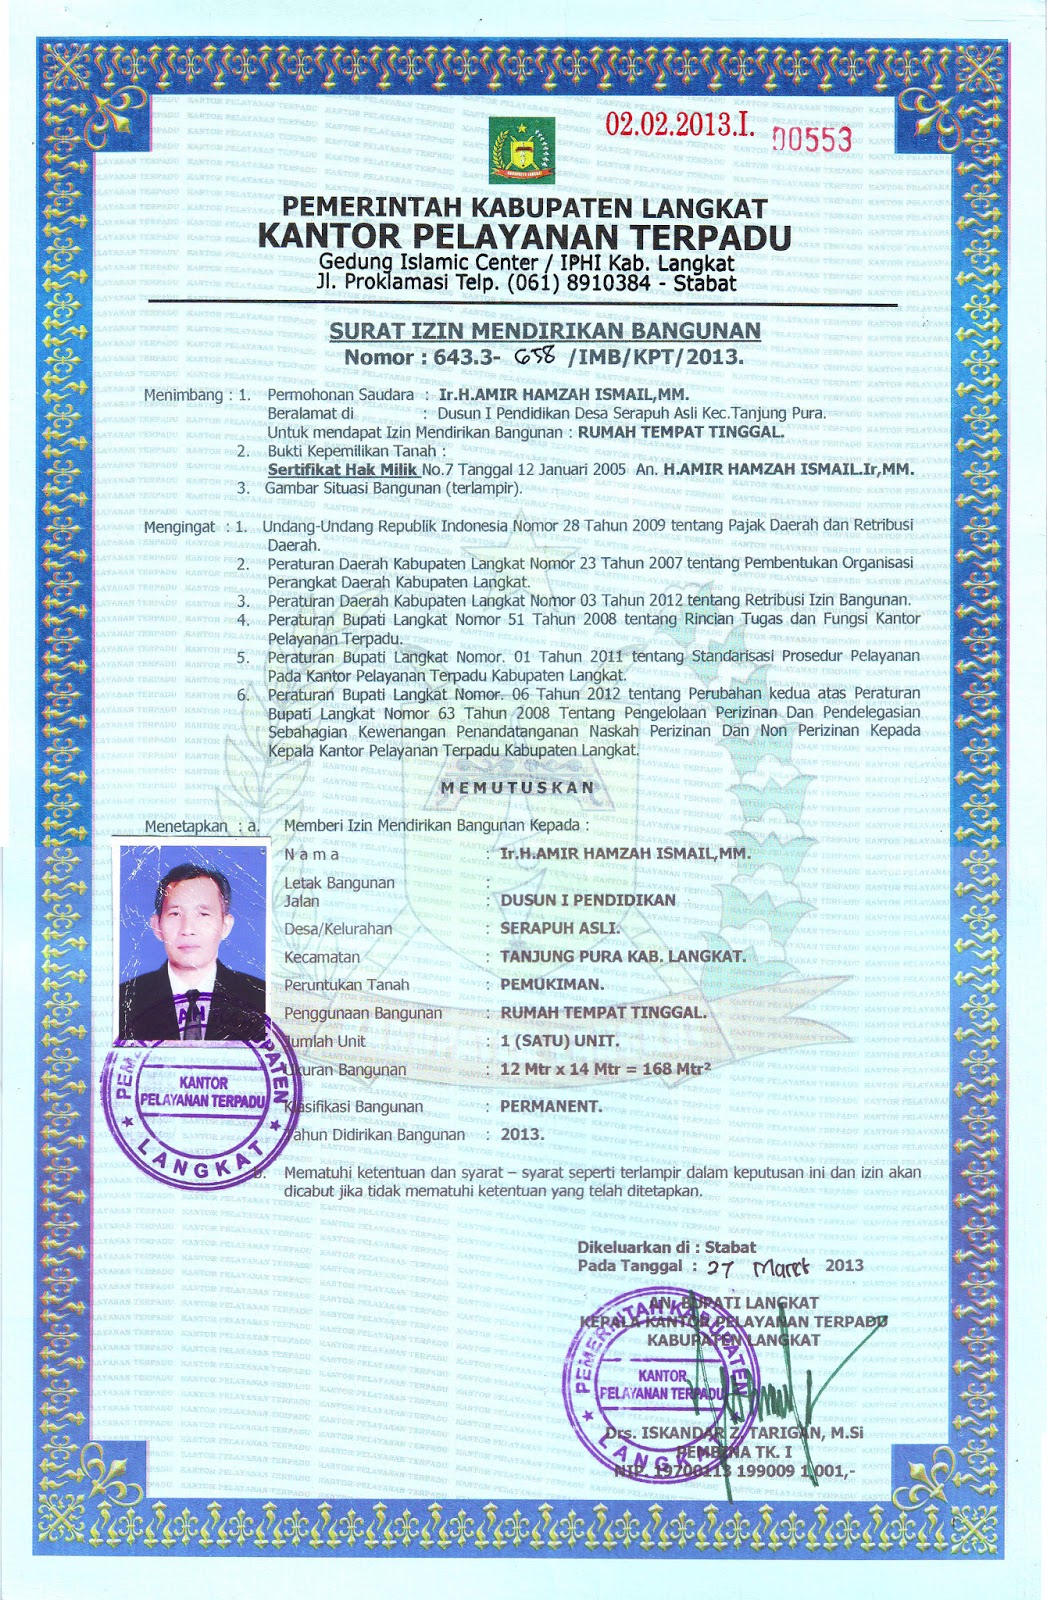 02.02.2013.I. 00553
PEMERINTAH KABUPATEN LANGKAT
KANTOR PELAYANAN TERPADU
Gedung Islamic Center / IPHI Kab. Langkat
Jl. Proklamasi Telp. (061) 8910384 - Stabat
SURAT IZIN MENDIRIKAN BANGUNAN
Nomor : 643.3- 658 /IMB/KPT/2013.
Menimbang : 1. Permohonan Saudara : Ir.H.AMIR HAMZAH ISMAIL,MM.
Beralamat di : Dusun I Pendidikan Desa Serapuh Asli Kec.Tanjung Pura.
Untuk mendapat Izin Mendirikan Bangunan : RUMAH TEMPAT TINGGAL.
2. Bukti Kepemilikan Tanah :
Sertifikat Hak Milik No.7 Tanggal 12 Januari 2005 An. H.AMIR HAMZAH ISMAIL.Ir,MM.
3. Gambar Situasi Bangunan (terlampir).
Mengingat : 1. Undang-Undang Republik Indonesia Nomor 28 Tahun 2009 tentang Pajak Daerah dan Retribusi
Daerah.
2. Peraturan Daerah Kabupaten Langkat Nomor 23 Tahun 2007 tentang Pembentukan Organisasi
Perangkat Daerah Kabupaten Langkat.
3. Peraturan Daerah Kabupaten Langkat Nomor 03 Tahun 2012 tentang Retribusi Izin Bangunan.
4. Peraturan Bupati Langkat Nomor 51 Tahun 2008 tentang Rincian Tugas dan Fungsi Kantor
Pelayanan Terpadu.
5. Peraturan Bupati Langkat Nomor. 01 Tahun 2011 tentang Standarisasi Prosedur Pelayanan
Pada Kantor Pelayanan Terpadu Kabupaten Langkat.
6. Peraturan Bupati Langkat Nomor. 06 Tahun 2012 tentang Perubahan kedua atas Peraturan
Bupati Langkat Nomor 63 Tahun 2008 Tentang Pengelolaan Perizinan Dan Pendelegasian
Sebahagian Kewenangan Penandatanganan Naskah Perizinan Dan Non Perizinan Kepada
Kepala Kantor Pelayanan Terpadu Kabupaten Langkat.
MEMUTUSKAN
Menetapkan : a. Memberi Izin Mendirikan Bangunan Kepada :
N a m a : Ir.H.AMIR HAMZAH ISMAIL,MM.
Letak Bangunan :
Jalan : DUSUN I PENDIDIKAN
Desa/Kelurahan : SERAPUH ASLI.
Kecamatan : TANJUNG PURA KAB. LANGKAT.
Peruntukan Tanah : PEMUKIMAN.
Penggunaan Bangunan : RUMAH TEMPAT TINGGAL.
Jumlah Unit : 1 (SATU) UNIT.
Ukuran Bangunan : 12 Mtr x 14 Mtr = 168 Mtr²
Klasifikasi Bangunan : PERMANENT.
Tahun Didirikan Bangunan : 2013.
KANTOR
PELAYANAN TERPADU
LANGKAT
b. Mematuhi ketentuan dan syarat – syarat seperti terlampir dalam keputusan ini dan izin akan
dicabut jika tidak mematuhi ketentuan yang telah ditetapkan.
Dikeluarkan di : Stabat
Pada Tanggal : 27 Maret 2013
AN. BUPATI LANGKAT
KEPALA KANTOR PELAYANAN TERPADU
KABUPATEN LANGKAT
PEMERINTAH KABUPATEN
KANTOR
PELAYANAN TERPADU
LANGKAT
Drs. ISKANDAR Z. TARIGAN, M.Si
PEMBINA TK. I
NIP. 19700113 199009 1 001,-